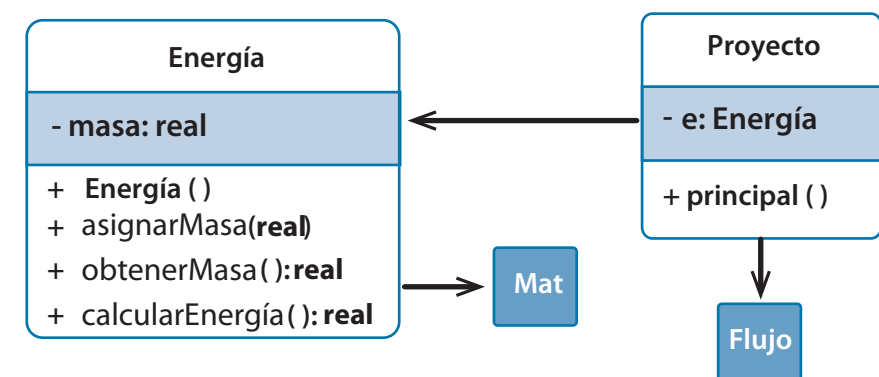 Energía
- masa: real
+ Energía ( )
+ asignarMasa(real)
+ obtenerMasa( ): real
+ calcularEnergía( ): real
Proyecto
- e: Energía
+ principal ( )
Mat
Flujo